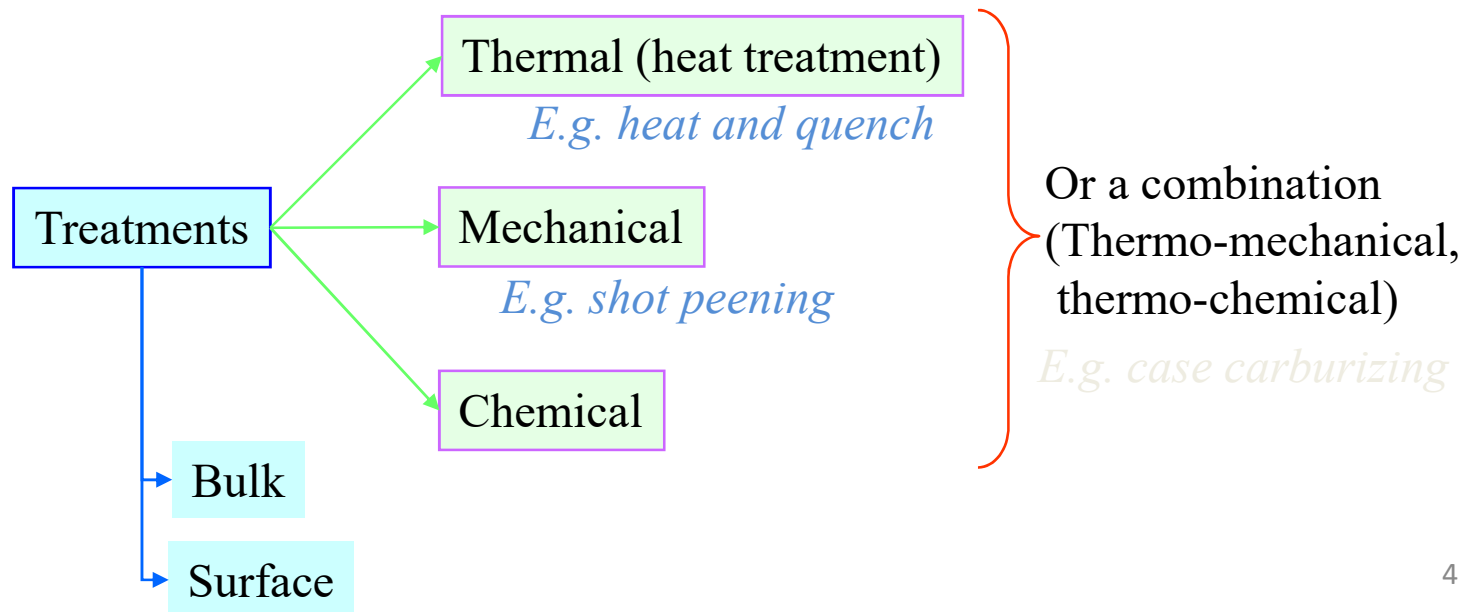 Thermal (heat treatment)
E.g. heat and quench
Treatments
Mechanical
E.g. shot peening
Chemical
Or a combination
(Thermo-mechanical,
thermo-chemical)
E.g. case carburizing
Bulk
Surface
4